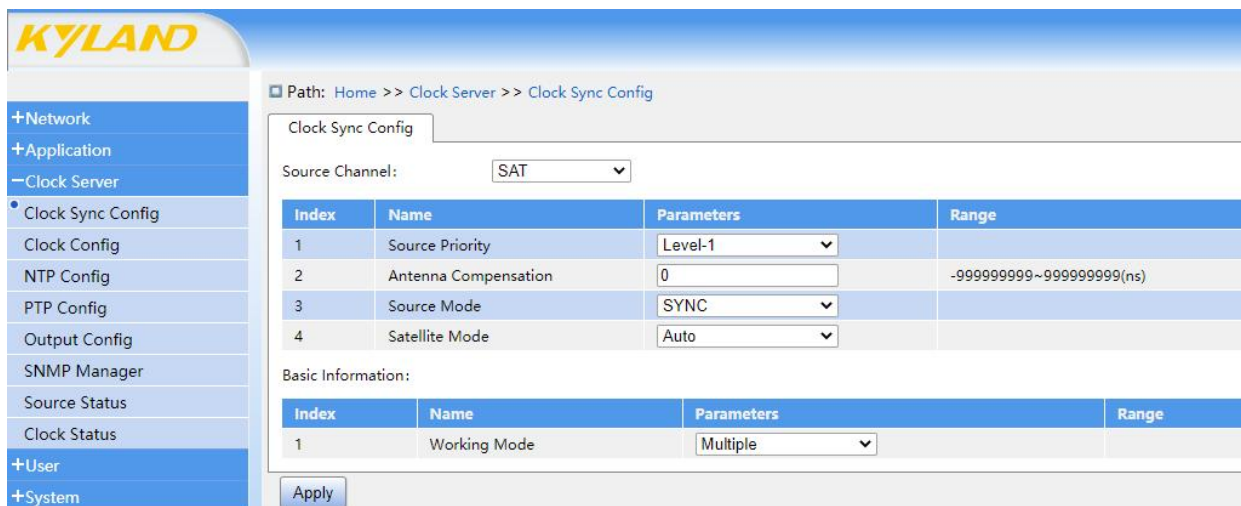 KYLAND
Path: Home >> Clock Server >> Clock Sync Config
+Network
+Application
−Clock Server
Clock Sync Config
Clock Config
NTP Config
PTP Config
Output Config
SNMP Manager
Source Status
Clock Status
+User
+System
Clock Sync Config
Source Channel: SAT
Index Name Parameters Range
1 Source Priority Level-1
2 Antenna Compensation 0 -999999999~999999999(ns)
3 Source Mode SYNC
4 Satellite Mode Auto
Basic Information:
Index Name Parameters Range
1 Working Mode Multiple
Apply